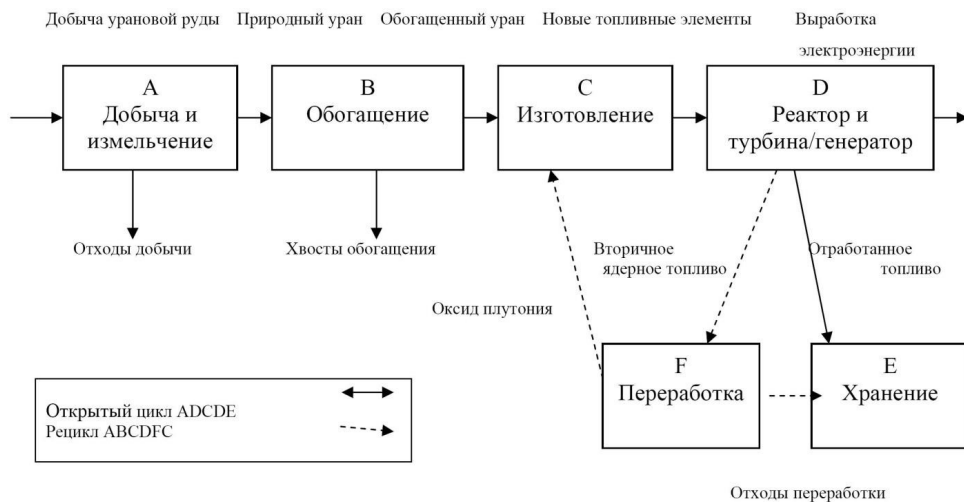 Добыча урановой руды
Природный уран
Обогащенный уран
Новые топливные элементы
Выработка
электроэнергии
A
Добыча и
измельчение
B
Обогащение
C
Изготовление
D
Реактор и
турбина/генератор
Отходы добычи
Хвосты обогащения
Вторичное
ядерное топливо
Отработанное
топливо
Оксид плутония
F
Переработка
E
Хранение
Открытый цикл ADCDE
Рецикл ABCDFC
Отходы переработки